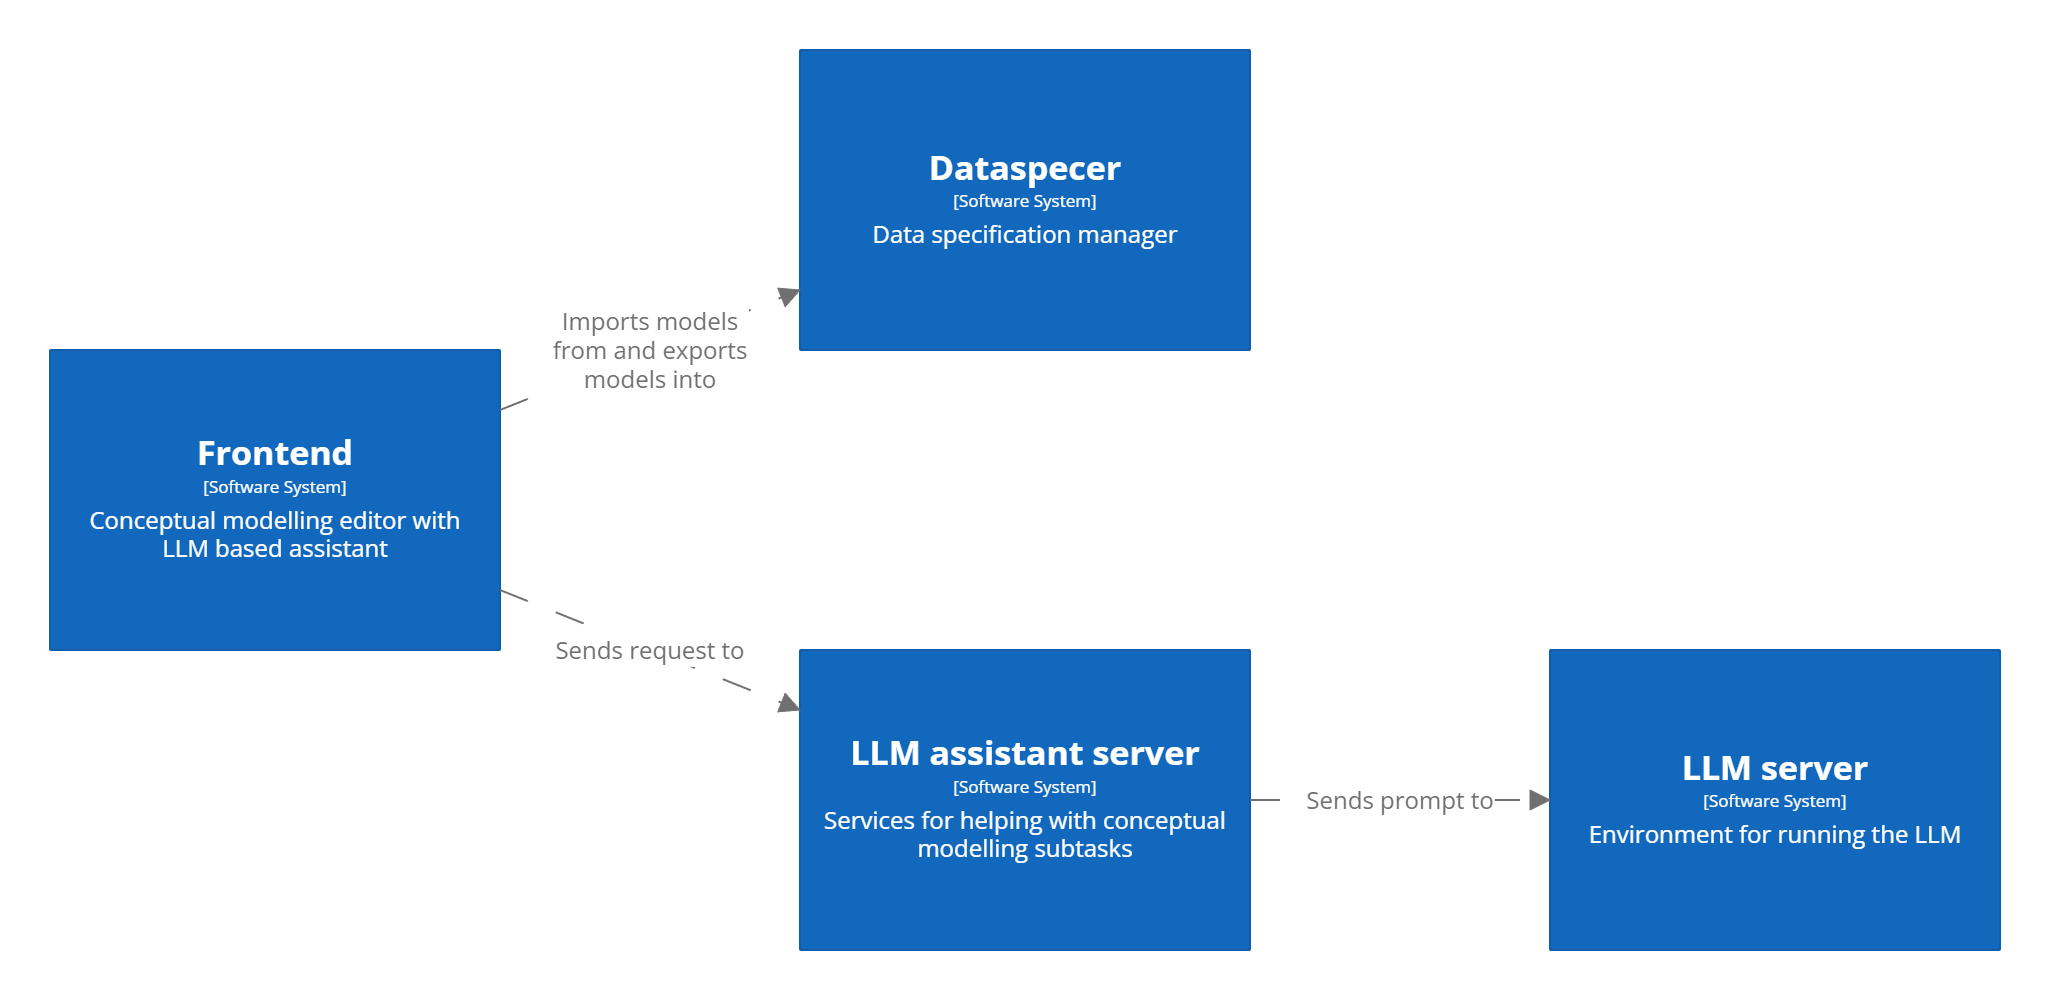 Dataspecer
[Software System]
Data specification manager
Imports models
from and exports
models into
Frontend
[Software System]
Conceptual modelling editor with
LLM based assistant
Sends request to
LLM assistant server
[Software System]
Services for helping with conceptual
modelling subtasks
Sends prompt to
LLM server
[Software System]
Environment for running the LLM